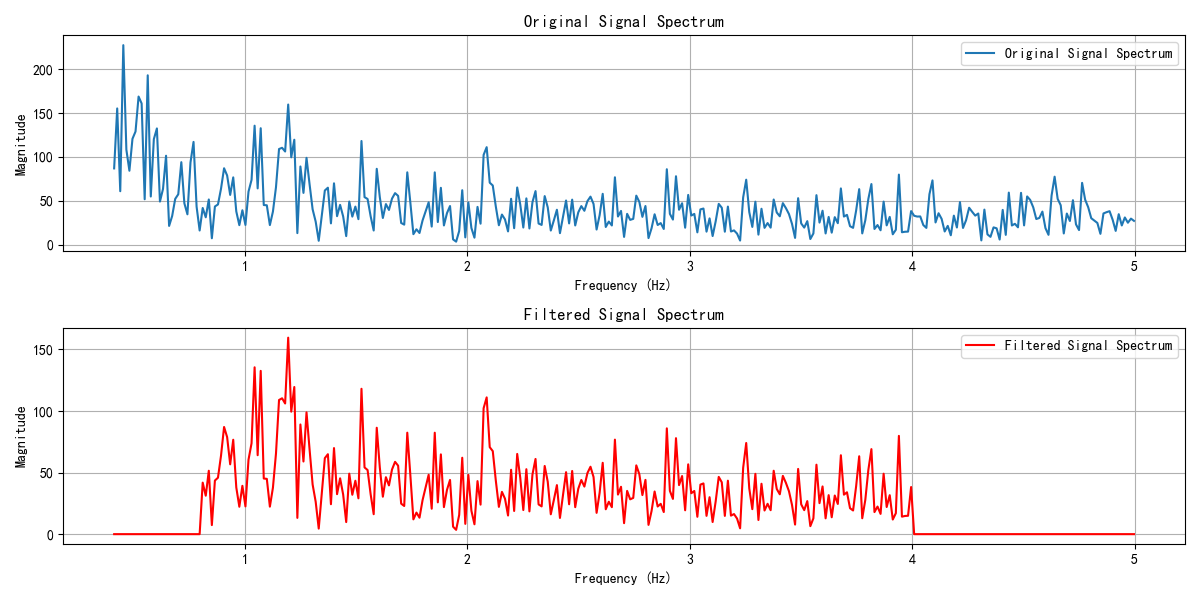 Original Signal Spectrum
Original Signal Spectrum
200
150
100
50
0
Magnitude
1 2 3 4 5
Frequency (Hz)
Filtered Signal Spectrum
Filtered Signal Spectrum
150
100
50
0
Magnitude
1 2 3 4 5
Frequency (Hz)